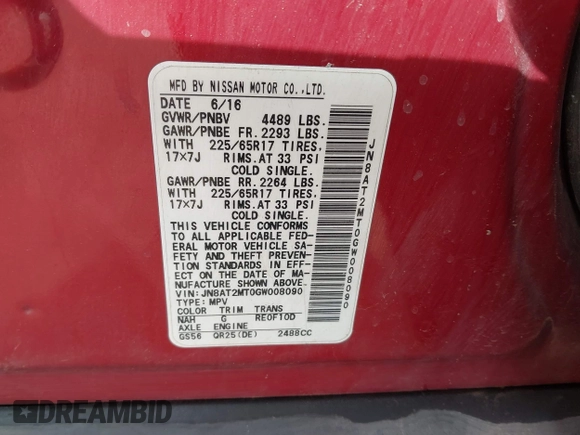 MFD BY NISSAN MOTOR CO.,LTD.
DATE 6/16
GVWR/PNBV 4489 LBS.
GAWR/PNBE FR. 2293 LBS.
WITH 225/65R17 TIRES.
17x7J RIMS.AT 33 PSI
COLD SINGLE.
GAWR/PNBE RR. 2264 LBS.
WITH 225/65R17 TIRES.
17x7J RIMS.AT 33 PSI
COLD SINGLE.
THIS VEHICLE CONFORMS
TO ALL APPLICABLE FED-
ERAL MOTOR VEHICLE SA-
FETY AND THEFT PREVEN-
TION STANDARDS IN EFF-
ECT ON THE DATE OF MA-
NUFACTURE SHOWN ABOVE.
VIN:JN8AT2MT0GW008090
TYPE:MPV
COLOR TRIM TRANS
NAH G RE0F10D
AXLE ENGINE
GS56 QR25(DE) 2488CC
JN8AT2MT0GW008090
DREAMBID